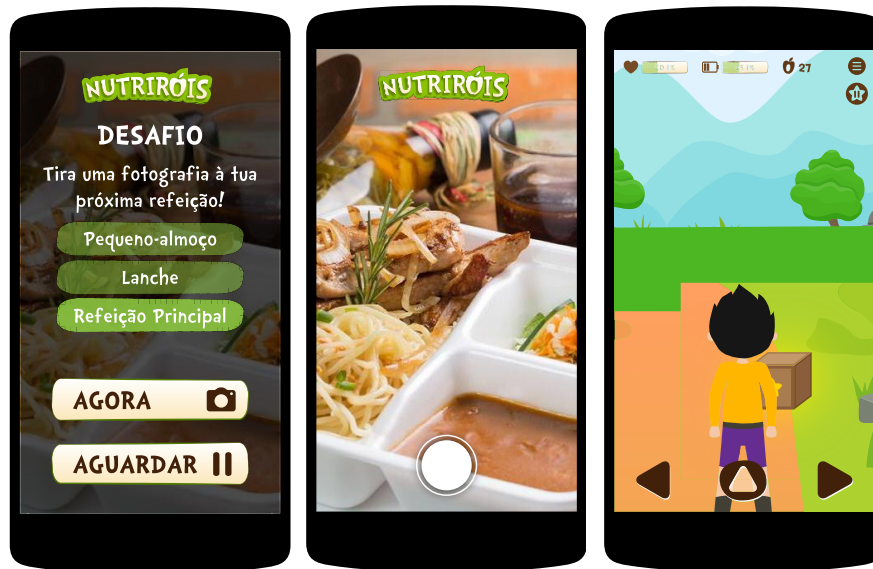 NUTRIRÓIS
DESAFIO
Tira uma fotografia à tua
próxima refeição!
Pequeno-almoço
Lanche
Refeição Principal
AGORA
AGUARDAR
NUTRIRÓIS
27